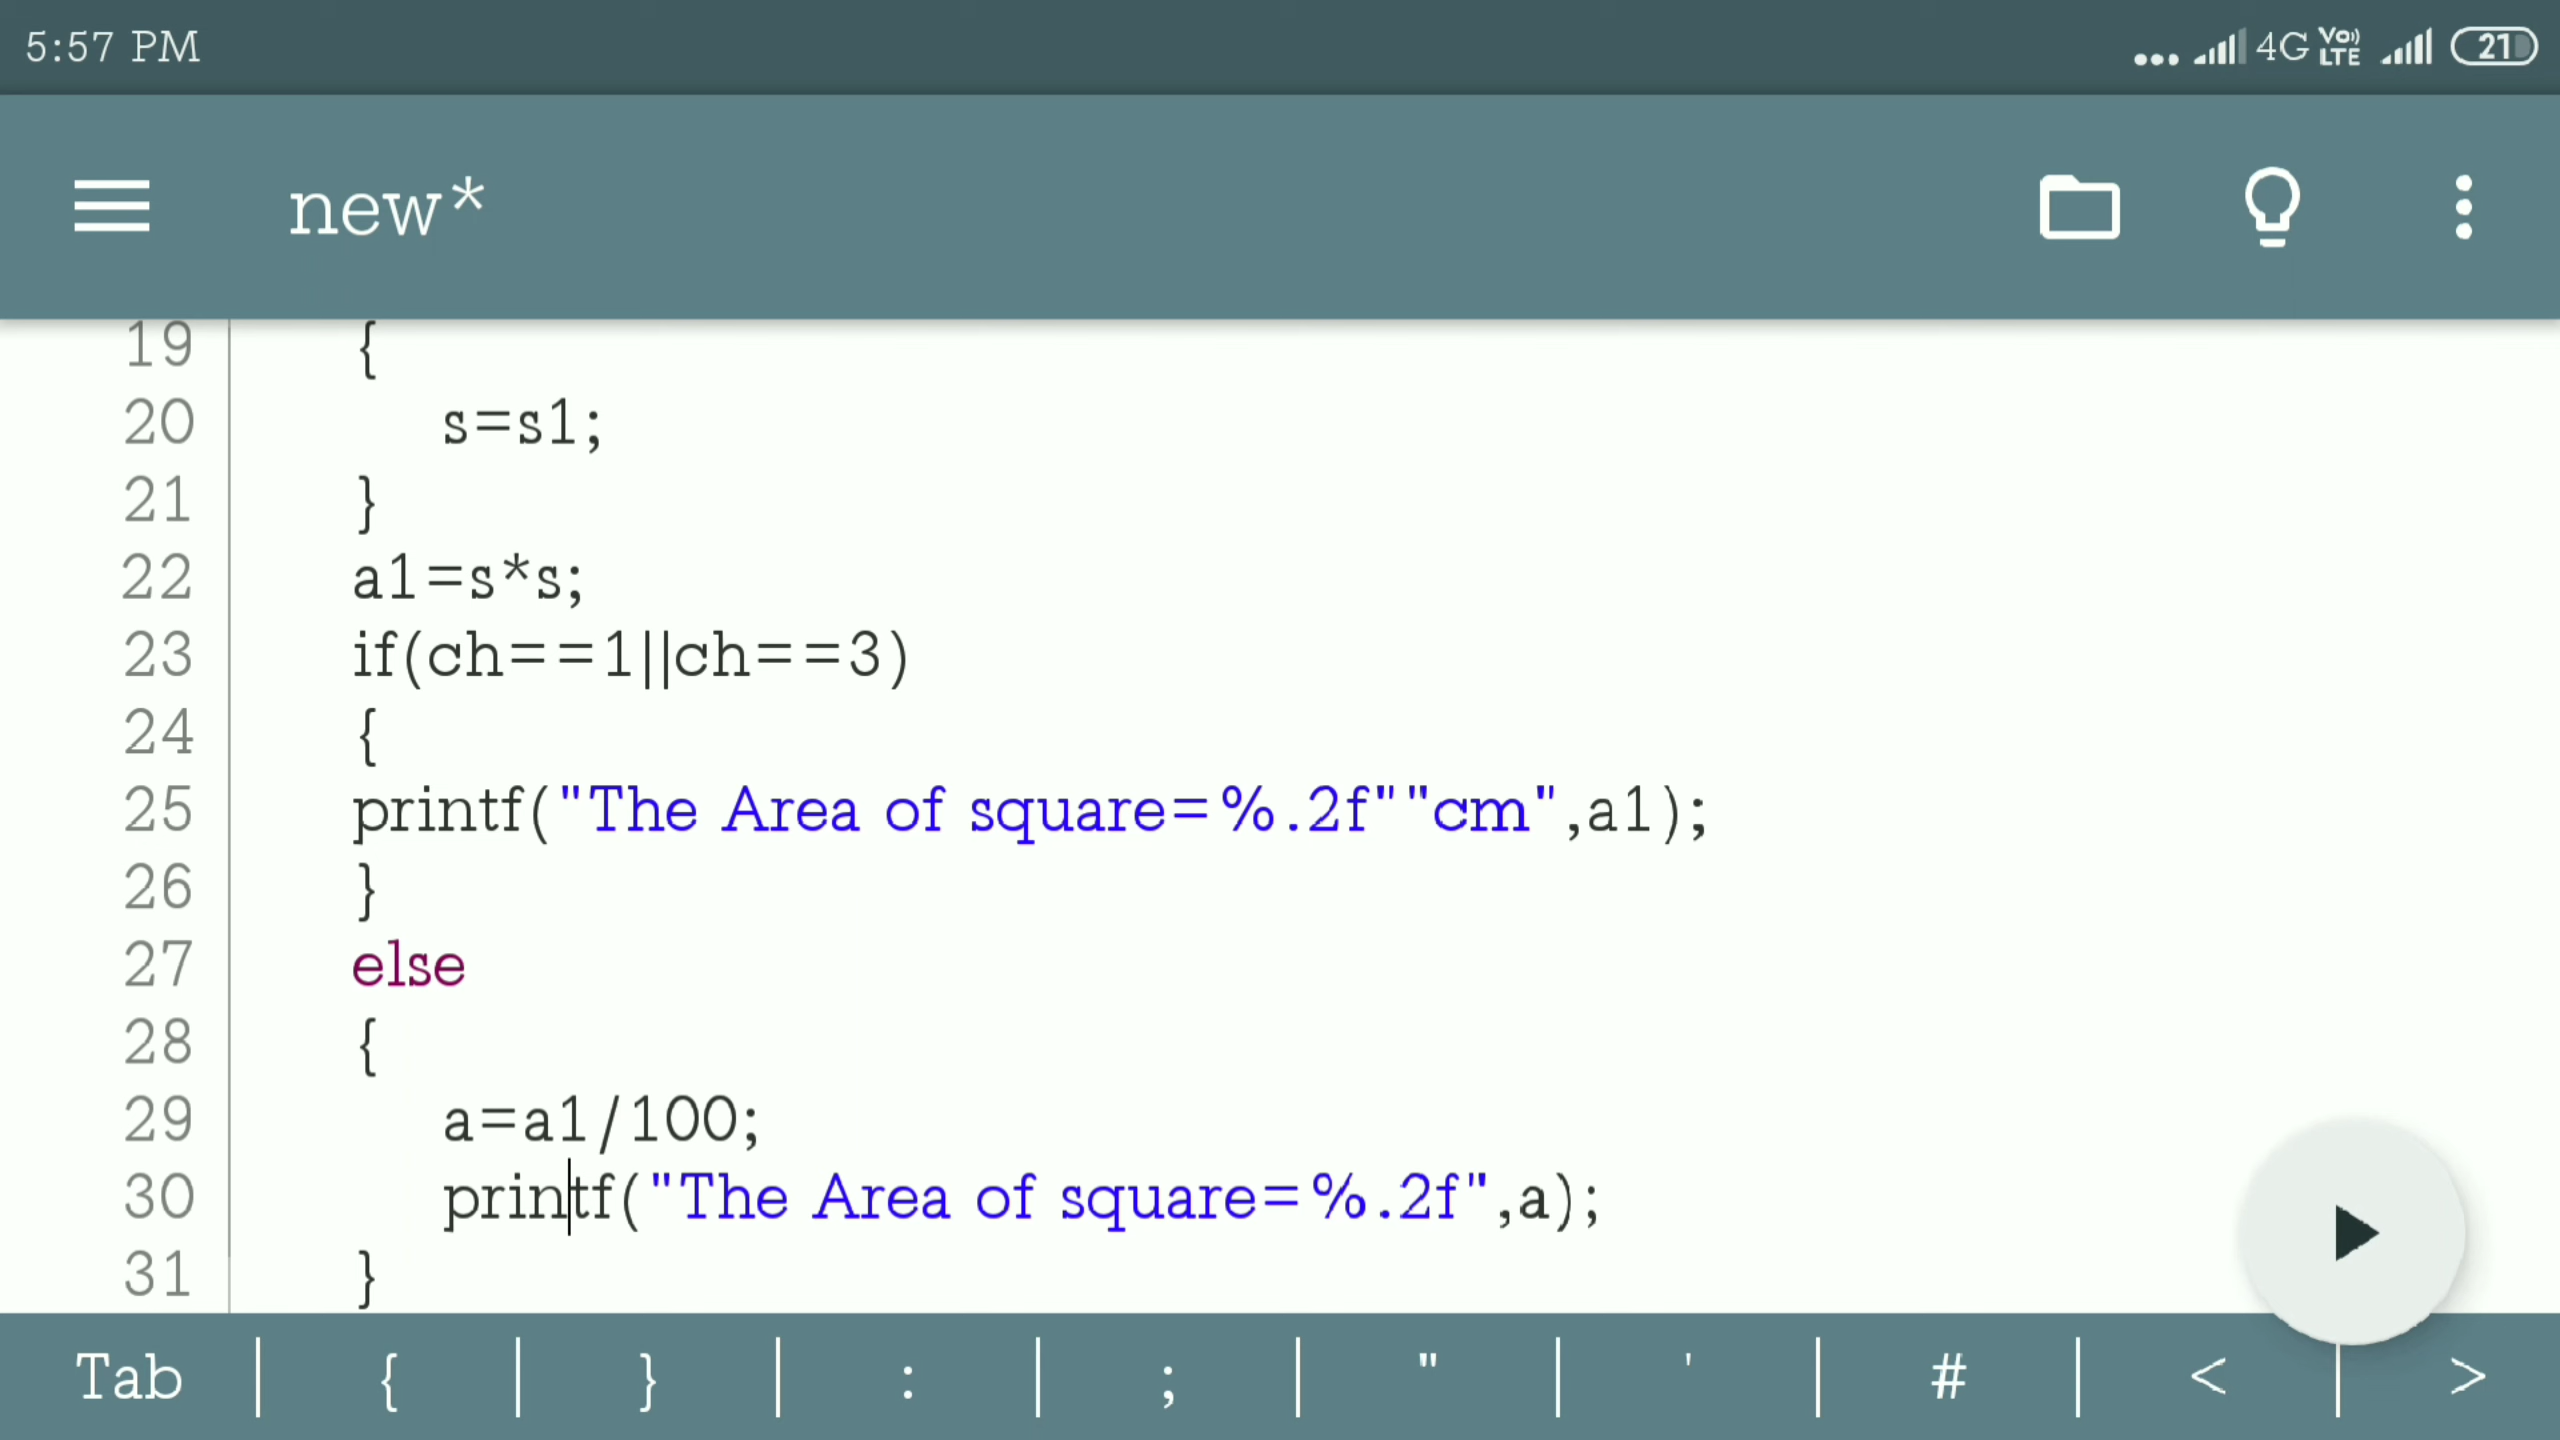 5:57 PM 4G Vo) LTE 21
new*
19 {
20 s=s1;
21 }
22 a1=s*s;
23 if(ch==1||ch==3)
24 {
25 printf("The Area of square=%.2f""cm",a1);
26 }
27 else
28 {
29 a=a1/100;
30 printf("The Area of square=%.2f",a);
31 }
Tab { } : ; " ' # < >